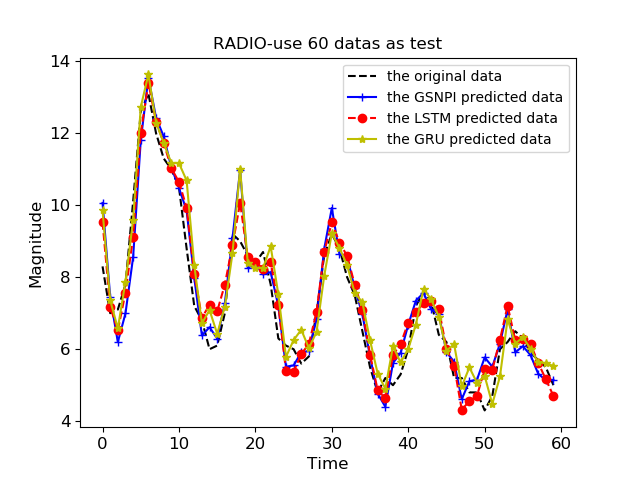 RADIO-use 60 datas as test
the original data
the GSNPI predicted data
the LSTM predicted data
the GRU predicted data
Magnitude
14
12
10
8
6
4
0 10 20 30 40 50 60
Time